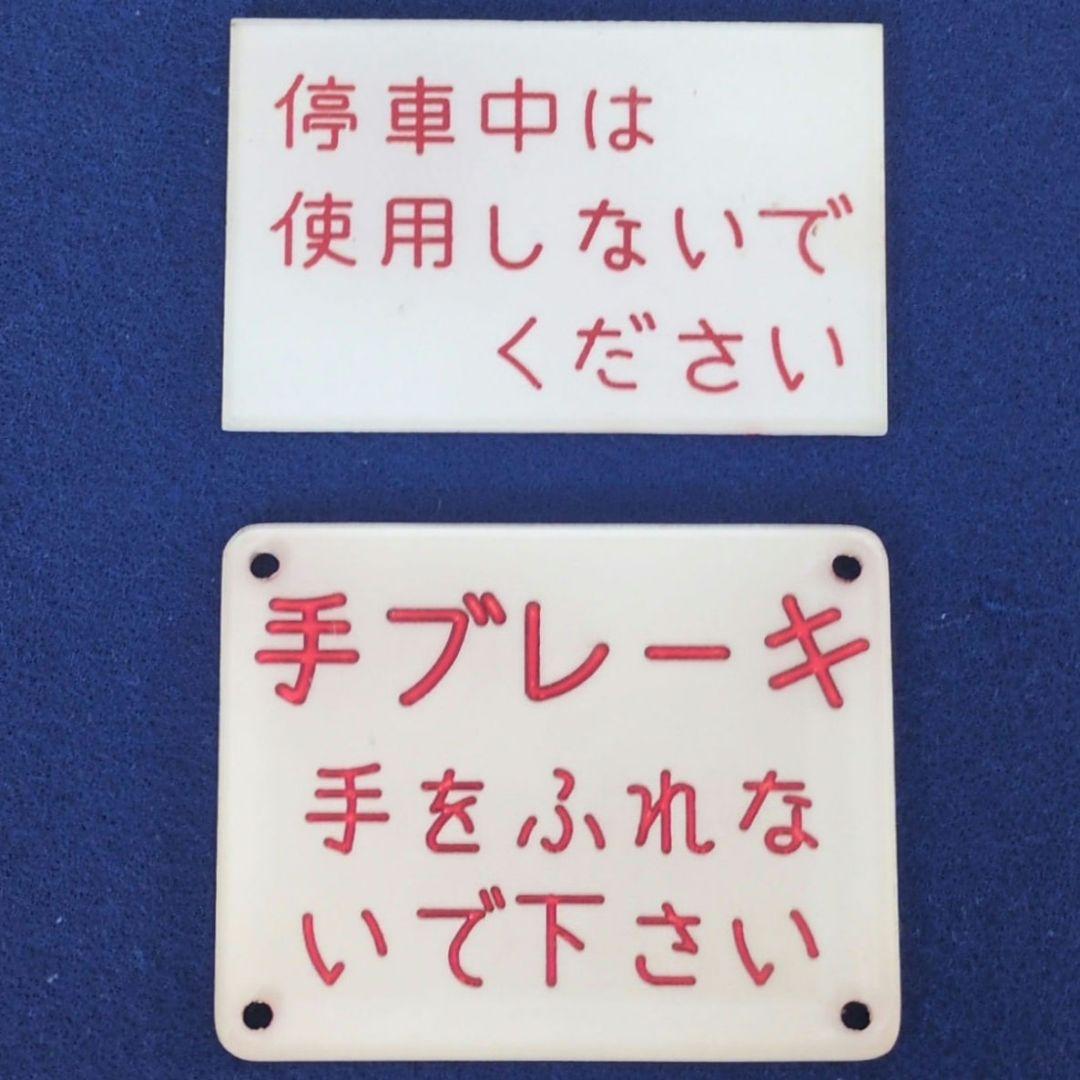 停車中は
使用しないで
ください
手ブレーキ
手をふれな
いで下さい